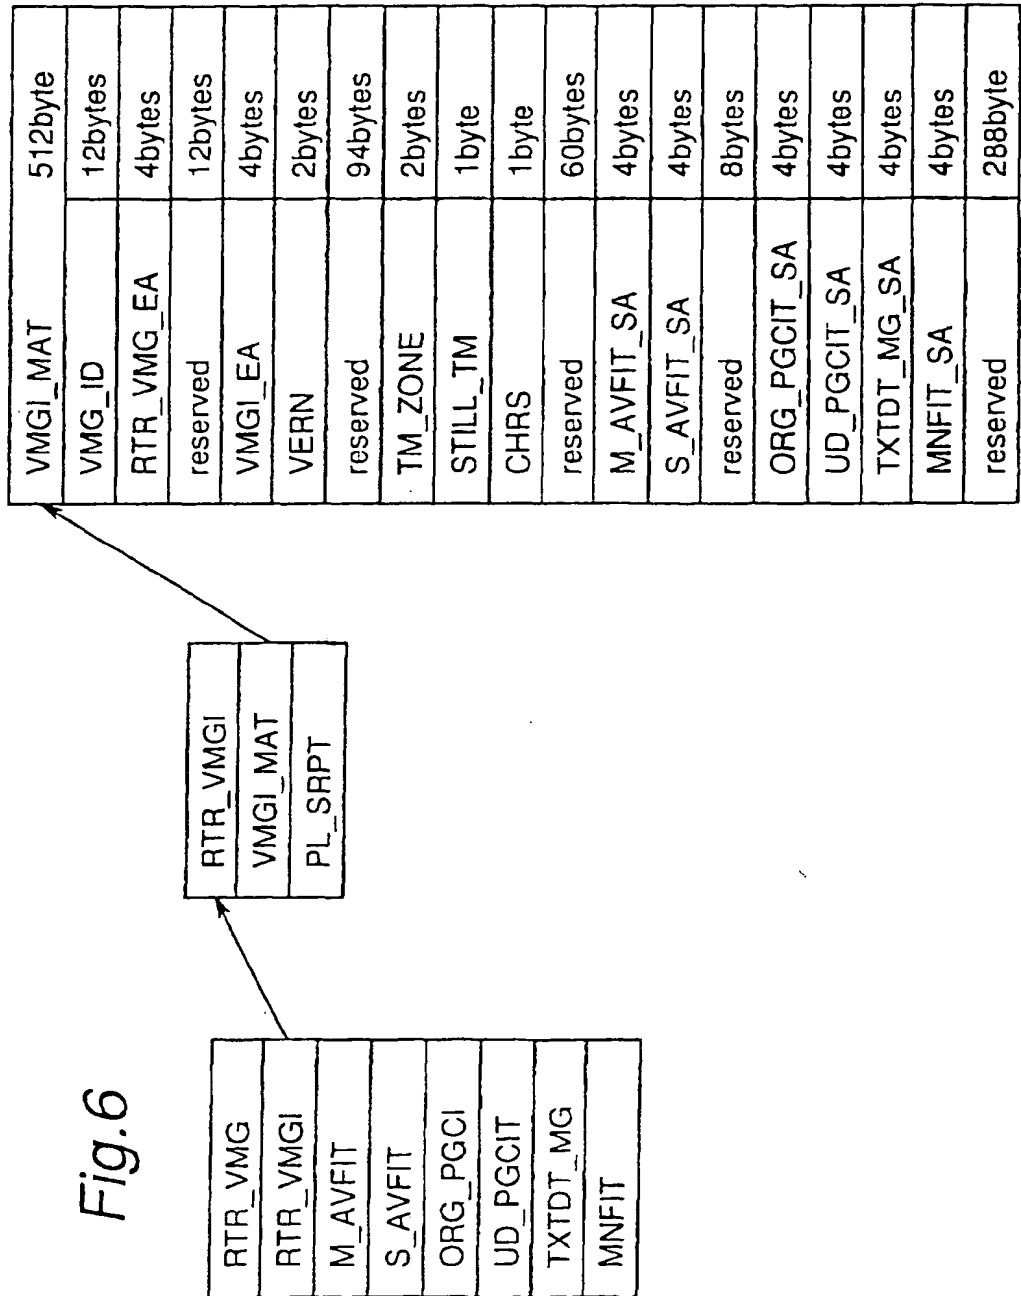 Fig.6
RTR_VMG
RTR_VMGI
M_AVFIT
S_AVFIT
ORG_PGCI
UD_PGCIT
TXTDT_MG
MNFIT
RTR_VMGI
VMGI_MAT
PL_SRPT
VMGI_MAT 512byte
VMG_ID 12bytes
RTR_VMG_EA 4bytes
reserved 12bytes
VMGI_EA 4bytes
VERN 2bytes
reserved 94bytes
TM_ZONE 2bytes
STILL_TM 1byte
CHRS 1byte
reserved 60bytes
M_AVFIT_SA 4bytes
S_AVFIT_SA 4bytes
reserved 8bytes
ORG_PGCIT_SA 4bytes
UD_PGCIT_SA 4bytes
TXTDT_MG_SA 4bytes
MNFIT_SA 4bytes
reserved 288byte